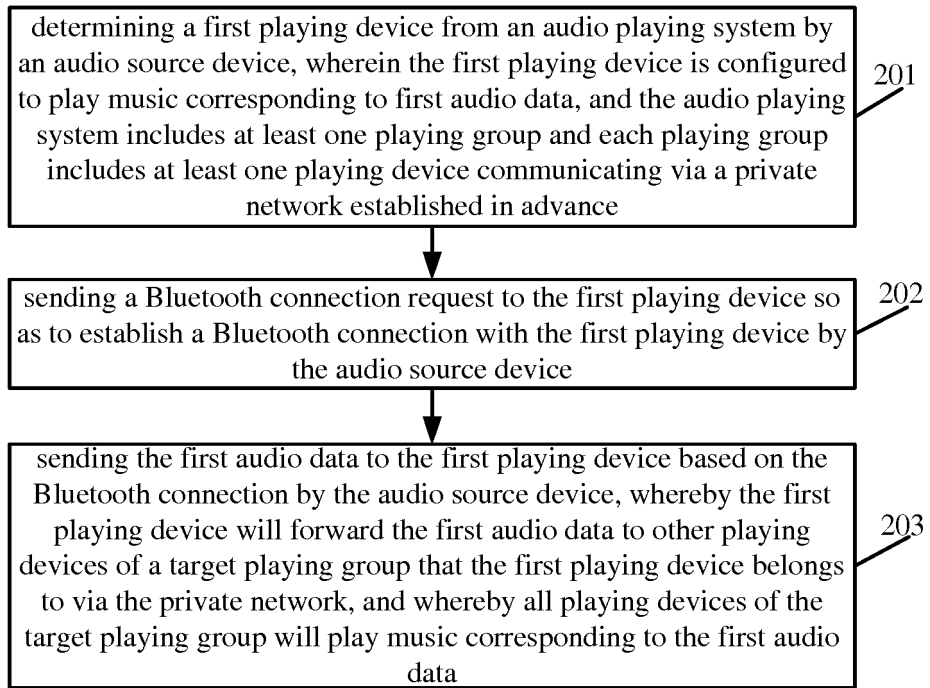 determining a first playing device from an audio playing system by
an audio source device, wherein the first playing device is configured
to play music corresponding to first audio data, and the audio playing
system includes at least one playing group and each playing group
includes at least one playing device communicating via a private
network established in advance
201
sending a Bluetooth connection request to the first playing device so
as to establish a Bluetooth connection with the first playing device by
the audio source device
202
sending the first audio data to the first playing device based on the
Bluetooth connection by the audio source device, whereby the first
playing device will forward the first audio data to other playing
devices of a target playing group that the first playing device belongs
to via the private network, and whereby all playing devices of the
target playing group will play music corresponding to the first audio
data
203